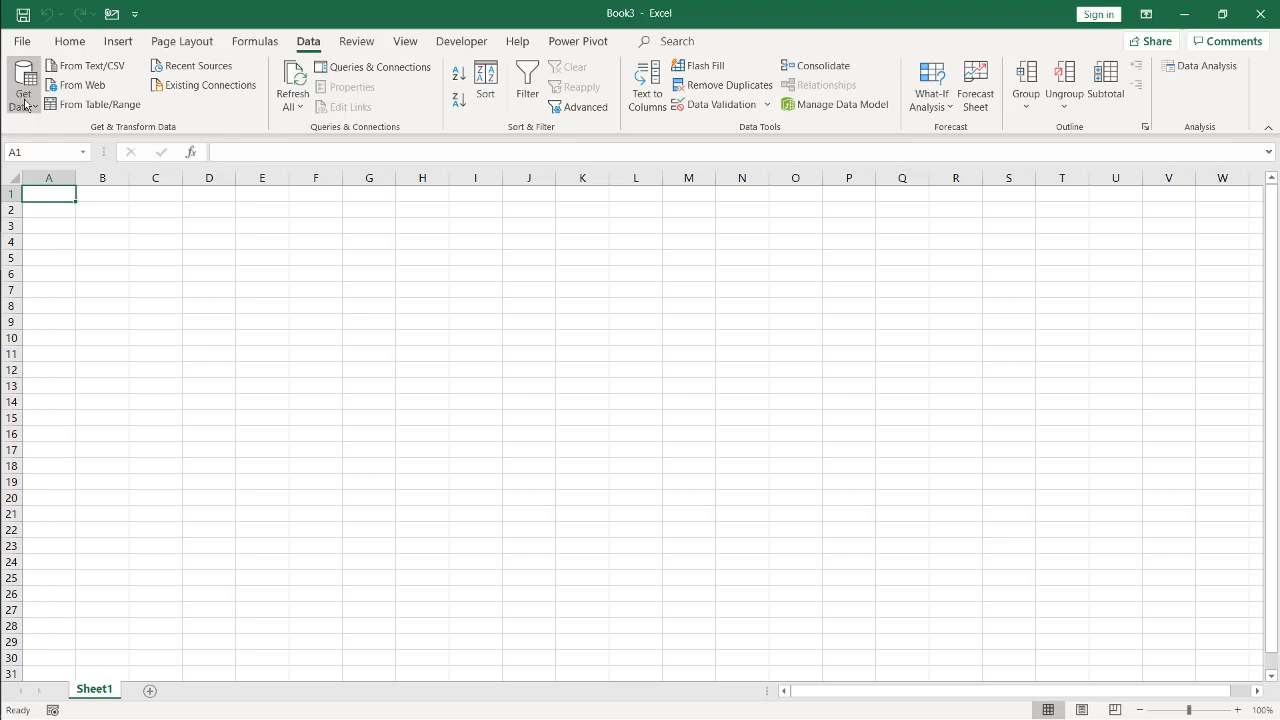 Book3 - Excel
Sign in
File Home Insert Page Layout Formulas Data Review View Developer Help Power Pivot Search Share Comments
Get Data
From Text/CSV
From Web
From Table/Range
Recent Sources
Existing Connections
Get & Transform Data
Refresh All
Queries & Connections
Properties
Edit Links
Queries & Connections
Sort
Filter
Clear
Reapply
Advanced
Sort & Filter
Text to Columns
Flash Fill
Remove Duplicates
Data Validation
Consolidate
Relationships
Manage Data Model
Data Tools
What-If Analysis
Forecast Sheet
Forecast
Group
Ungroup
Subtotal
Outline
Data Analysis
Analysis
A1 fx
A B C D E F G H I J K L M N O P Q R S T U V W
1
2
3
4
5
6
7
8
9
10
11
12
13
14
15
16
17
18
19
20
21
22
23
24
25
26
27
28
29
30
31
Sheet1
Ready 100%